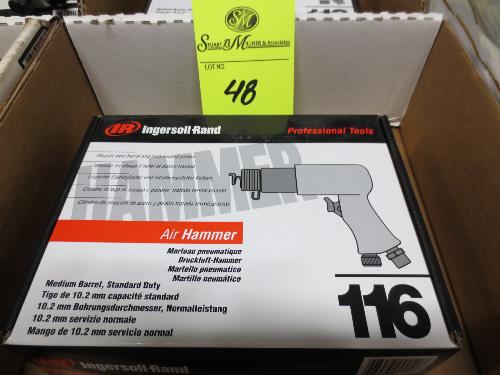 STUART B MILLNER & Associates
LOT NO.
48
IR Ingersoll-Rand
Professional Tools
HAMMER
Air Hammer
Marteau pneumatique
Druckluft-Hammer
Martello pneumatico
Martillo neumático
Medium Barrel, Standard Duty
Tige de 10.2 mm capacité standard
10.2 mm Bohrungsdurchmesser, Normalleistung
10.2 mm servizio normale
Mango de 10.2 mm servicio normal
116
IR Ingersoll-Rand